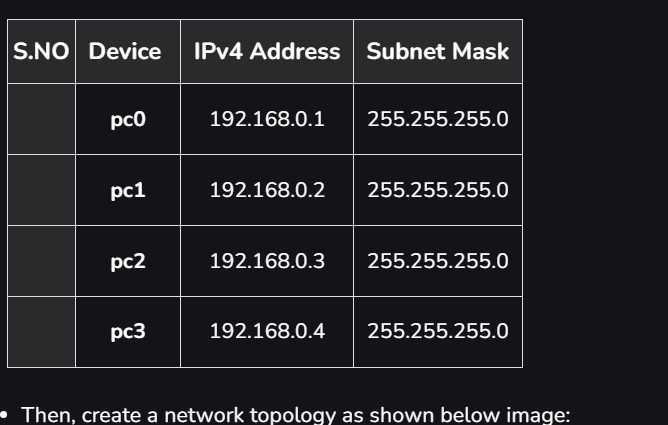 S.NO Device IPv4 Address Subnet Mask
pc0 192.168.0.1 255.255.255.0
pc1 192.168.0.2 255.255.255.0
pc2 192.168.0.3 255.255.255.0
pc3 192.168.0.4 255.255.255.0
• Then, create a network topology as shown below image: